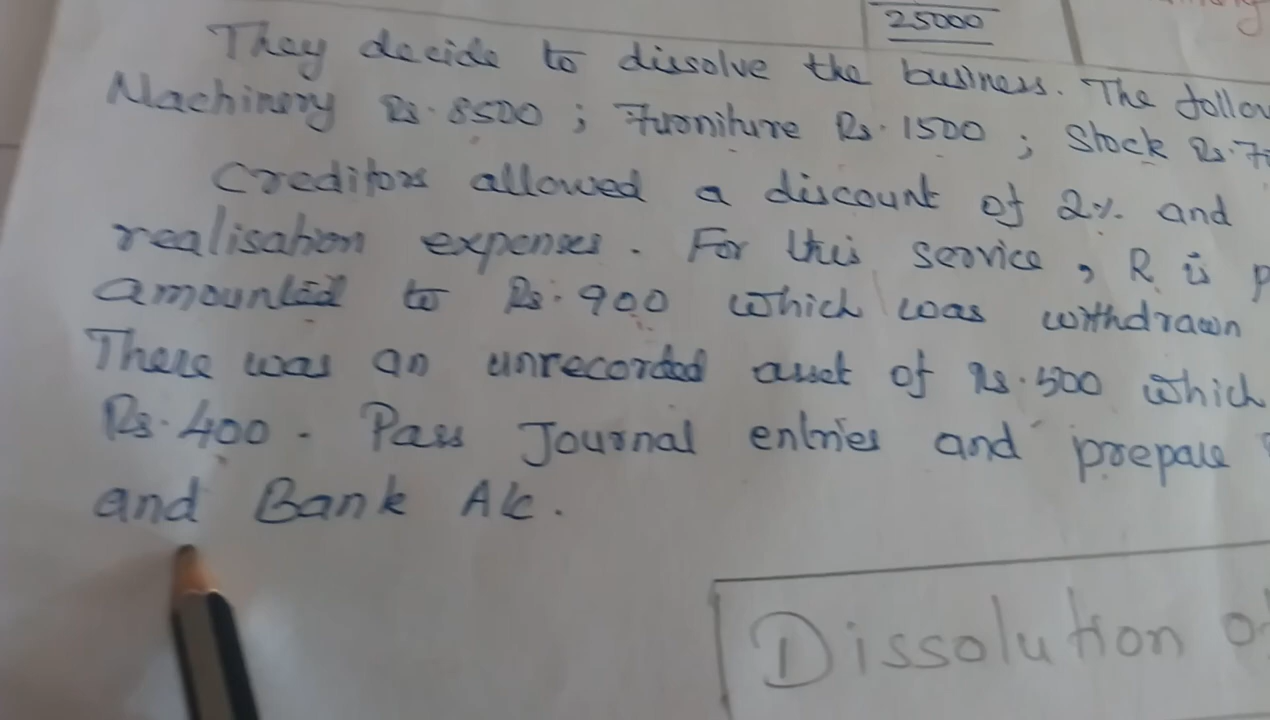 25000
They decide to dissolve the business. The follow
Machinery Rs. 8500 ; Furniture Rs. 1500 ; Stock Rs. 7
Creditors allowed a discount of 2% and
realisation expenses. For this service, R is p
amounted to Rs. 900 which was withdrawn
There was an unrecorded asset of Rs. 500 which
Rs. 400. Pass Journal entries and prepare
and Bank A/c.
Dissolution of